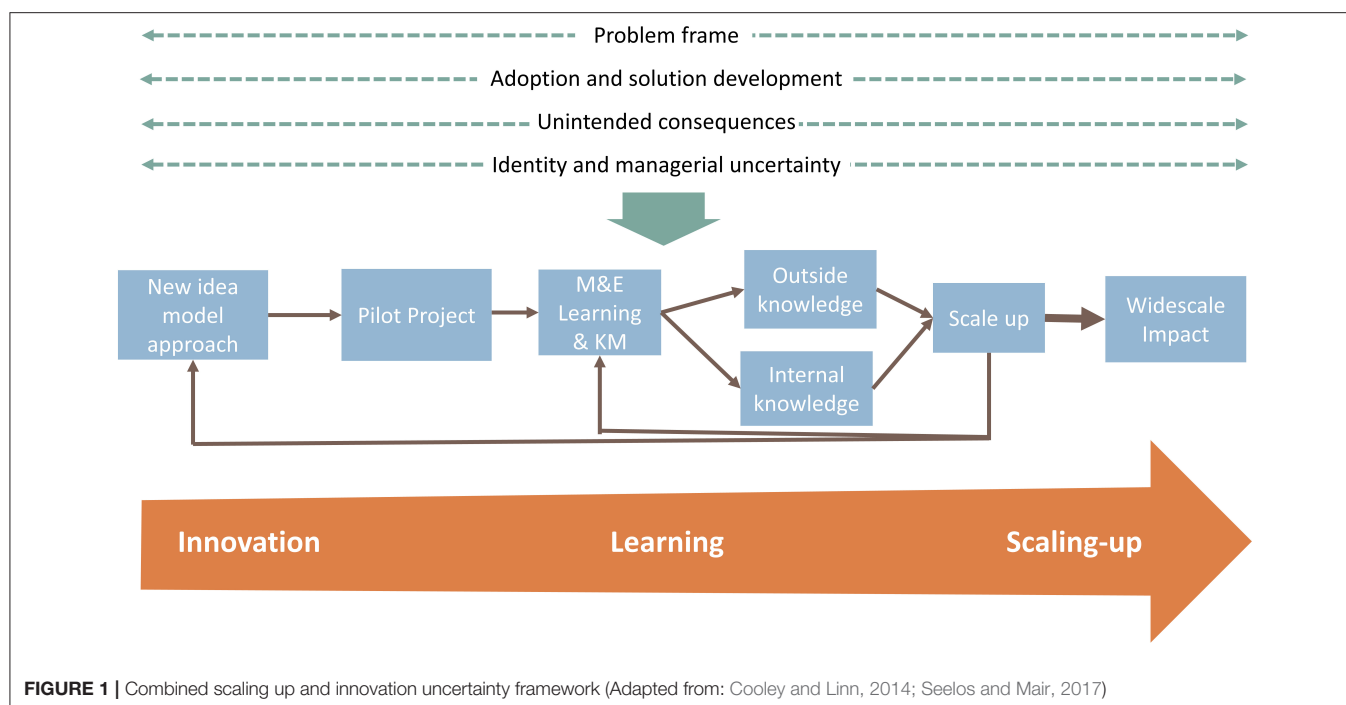 Problem frame
Adoption and solution development
Unintended consequences
Identity and managerial uncertainty
New idea
model
approach
Pilot Project
M&E
Learning
& KM
Outside
knowledge
Internal
knowledge
Scale up
Widescale
Impact
Innovation
Learning
Scaling-up
FIGURE 1 | Combined scaling up and innovation uncertainty framework (Adapted from: Cooley and Linn, 2014; Seelos and Mair, 2017)